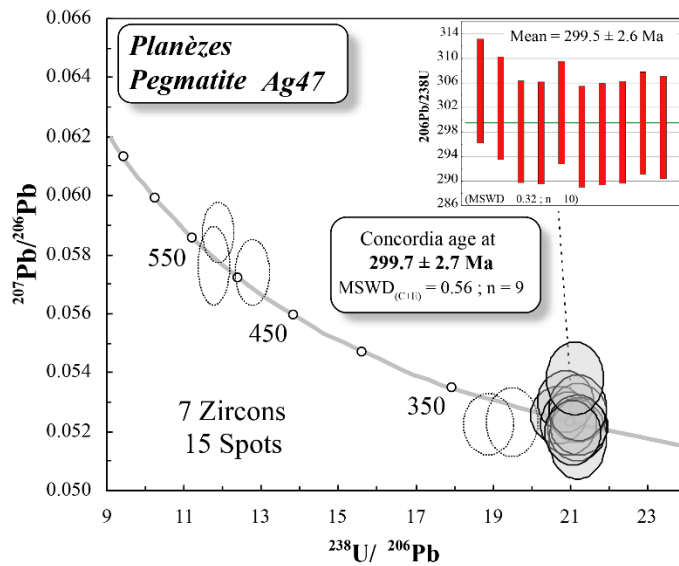 Planèzes
Pegmatite Ag47
Mean = 299.5 ± 2.6 Ma
206Pb/238U
314
310
306
302
298
294
290
286
(MSWD 0.32 ; n 10)
Concordia age at
299.7 ± 2.7 Ma
MSWD(C+E) = 0.56 ; n = 9
550
450
350
7 Zircons
15 Spots
207Pb/206Pb
0.066
0.064
0.062
0.060
0.058
0.056
0.054
0.052
0.050
9 11 13 15 17 19 21 23
238U/ 206Pb